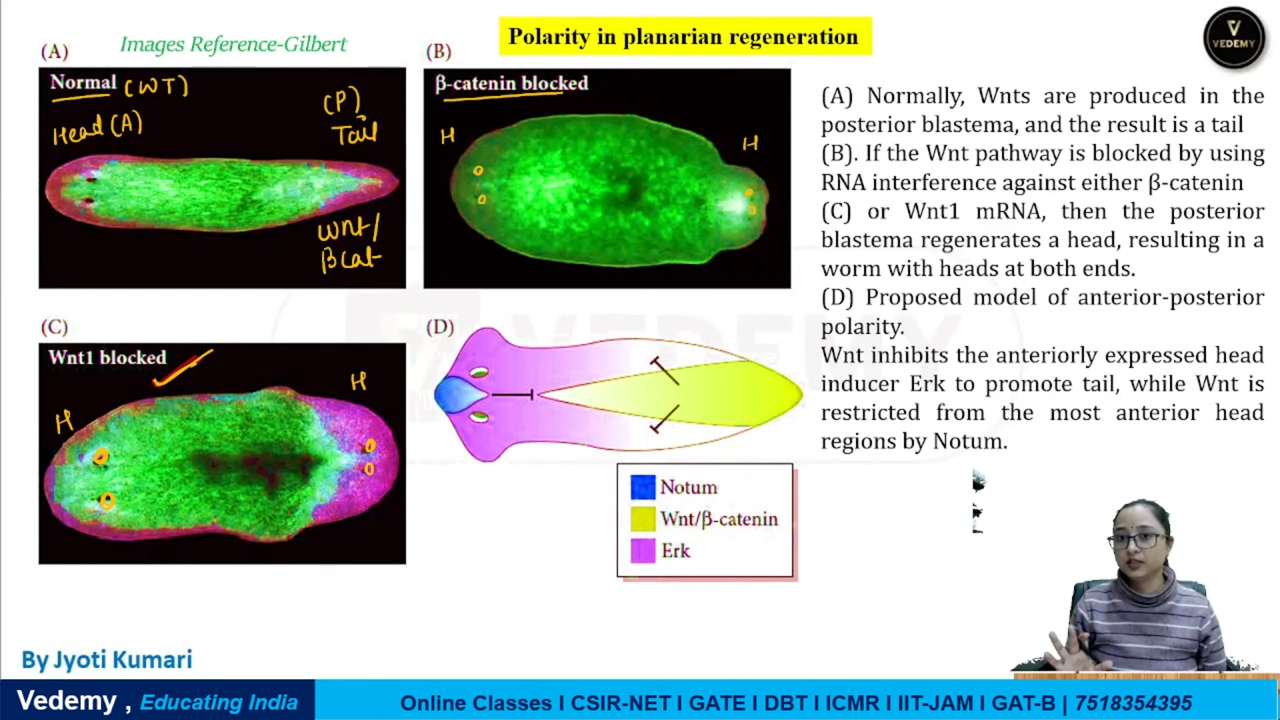 Polarity in planarian regeneration
Images Reference-Gilbert
VEDEMY
(A)
Normal (WT)
Head (A)
(P)
Tail
Wnt/
βcat
(B)
β-catenin blocked
H
H
(C)
Wnt1 blocked
H
H
(D)
Notum
Wnt/β-catenin
Erk
(A) Normally, Wnts are produced in the
posterior blastema, and the result is a tail
(B). If the Wnt pathway is blocked by using
RNA interference against either β-catenin
(C) or Wnt1 mRNA, then the posterior
blastema regenerates a head, resulting in a
worm with heads at both ends.
(D) Proposed model of anterior-posterior
polarity.
Wnt inhibits the anteriorly expressed head
inducer Erk to promote tail, while Wnt is
restricted from the most anterior head
regions by Notum.
VEDEMY
By Jyoti Kumari
Vedemy , Educating India
Online Classes I CSIR-NET I GATE I DBT I ICMR I IIT-JAM I GAT-B I 7518354395